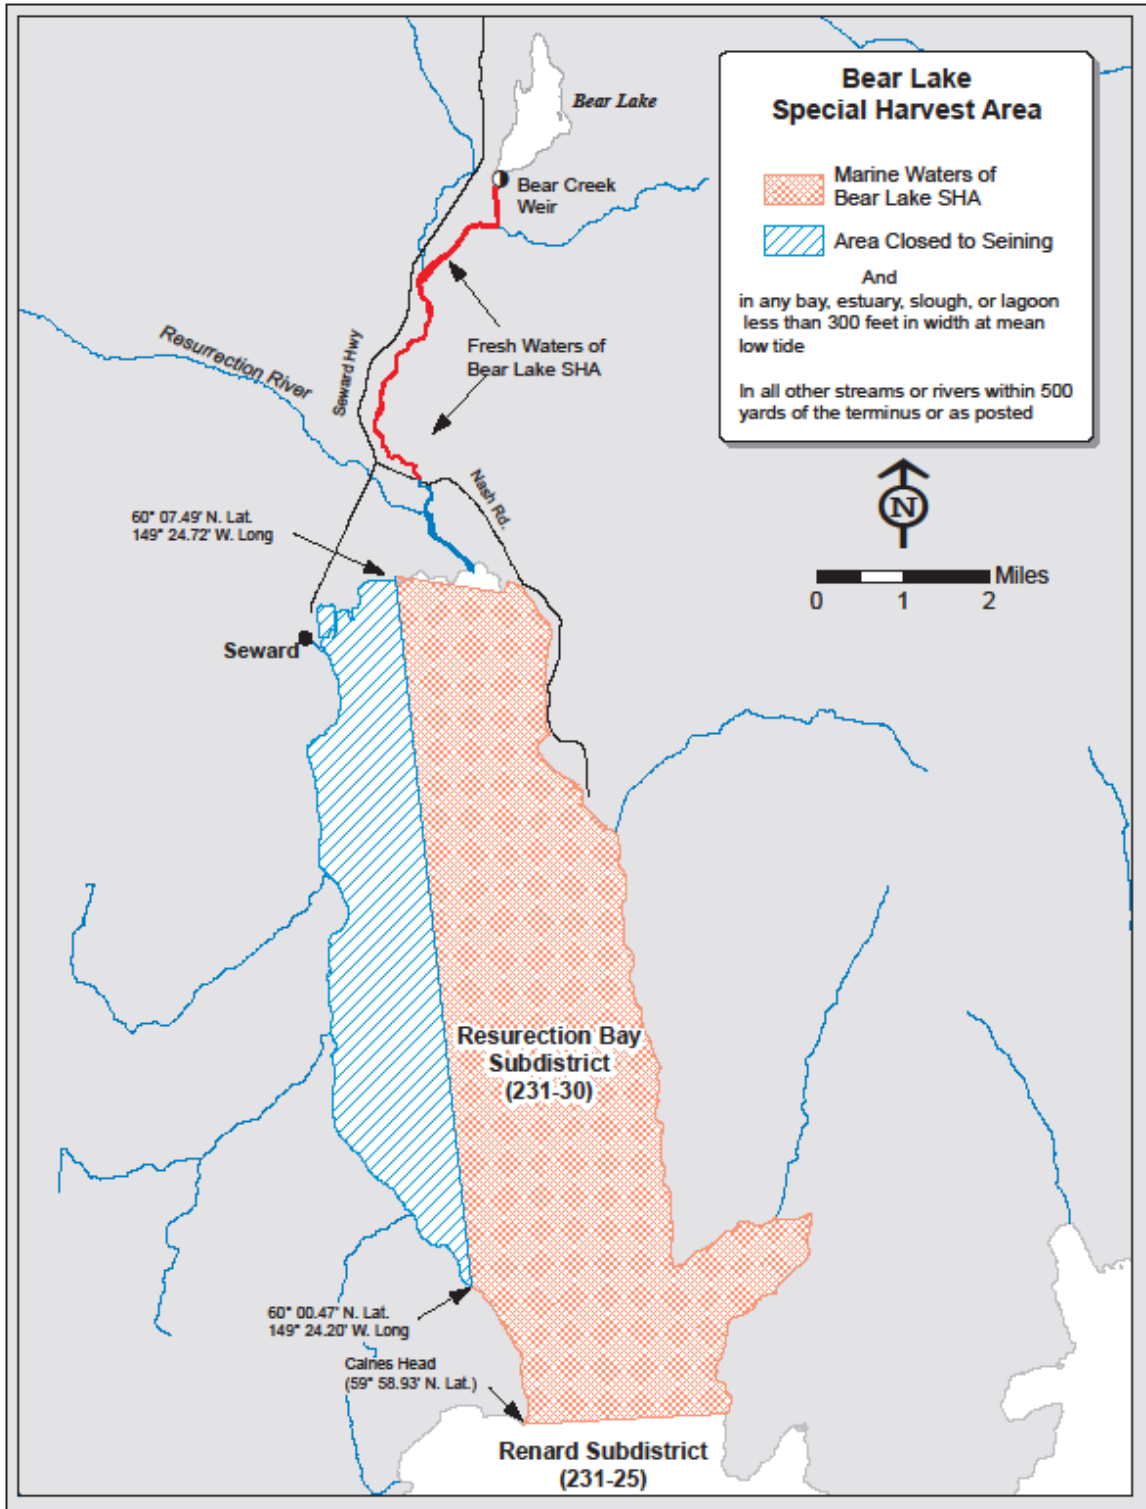 Bear Lake
Special Harvest Area
Marine Waters of
Bear Lake SHA
Area Closed to Seining
And
in any bay, estuary, slough, or lagoon
less than 300 feet in width at mean
low tide
In all other streams or rivers within 500
yards of the terminus or as posted
Bear Lake
Bear Creek
Weir
Resurrection River
Seward Hwy
Fresh Waters of
Bear Lake SHA
Nash Rd.
N
Miles
0 1 2
60° 07.49' N. Lat.
149° 24.72' W. Long
Seward
Resurection Bay
Subdistrict
(231-30)
60° 00.47' N. Lat.
149° 24.20' W. Long
Caines Head
(59° 58.93' N. Lat.)
Renard Subdistrict
(231-25)